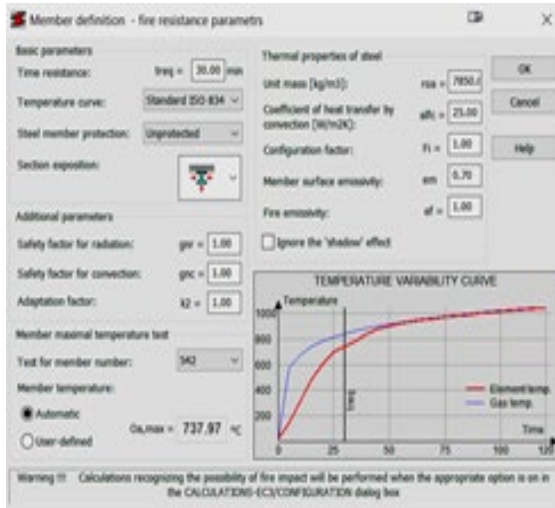 Member definition - fire resistance parametrs
Basic parameters
Time resistance: treq = 30.00 min
Temperature curve: Standard ISO 834
Steel member protection: Unprotected
Section exposition:
Additional parameters
Safety factor for radiation: gnr = 1.00
Safety factor for convection: gnc = 1.00
Adaptation factor: k2 = 1.00
Member maximal temperature test
Test for member number: 542
Member temperature:
Automatic
User-defined
Θa,max = 737.97 ºC
Thermal properties of steel
Unit mass [kg/m3]: roa = 7850.
Coefficient of heat transfer by
convection [W/m2K]: alfc = 25.00
Configuration factor: Fi = 1.00
Member surface emissivity: em 0.70
Fire emissivity: ef = 1.00
Ignore the 'shadow' effect
OK
Cancel
Help
TEMPERATURE VARIABILITY CURVE
Temperature
1000
800
600
400
200
treq
Element temp.
Gas temp.
Time
0 25 50 75 100 120
Warning !!! Calculations recognizing the possibility of fire impact will be performed when the appropriate option is on in
the CALCULATIONS-EC3/CONFIGURATION dialog box